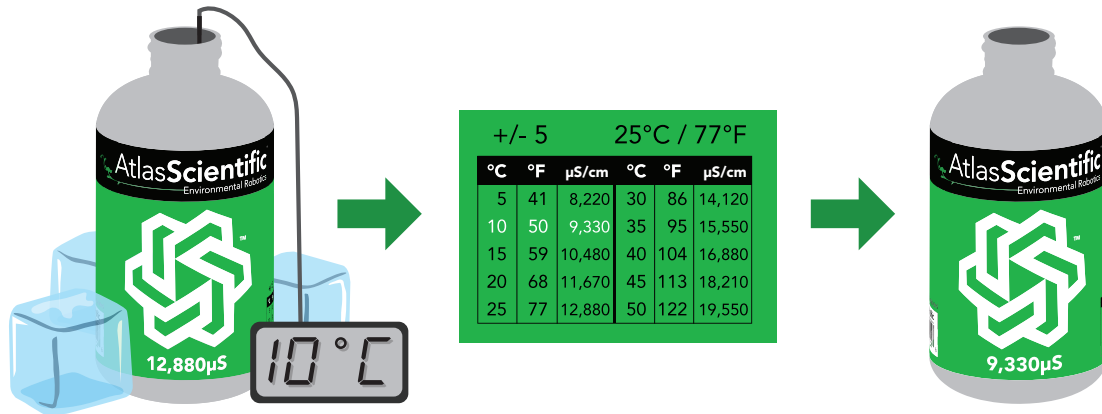 AtlasScientific
Environmental Robotics
™
12,880µS
10°C
+/- 5 25°C / 77°F
°C °F µS/cm °C °F µS/cm
5 41 8,220 30 86 14,120
10 50 9,330 35 95 15,550
15 59 10,480 40 104 16,880
20 68 11,670 45 113 18,210
25 77 12,880 50 122 19,550
AtlasScientific
Environmental Robotics
™
9,330µS